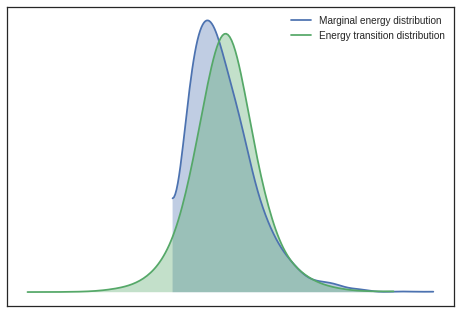 Marginal energy distribution
Energy transition distribution